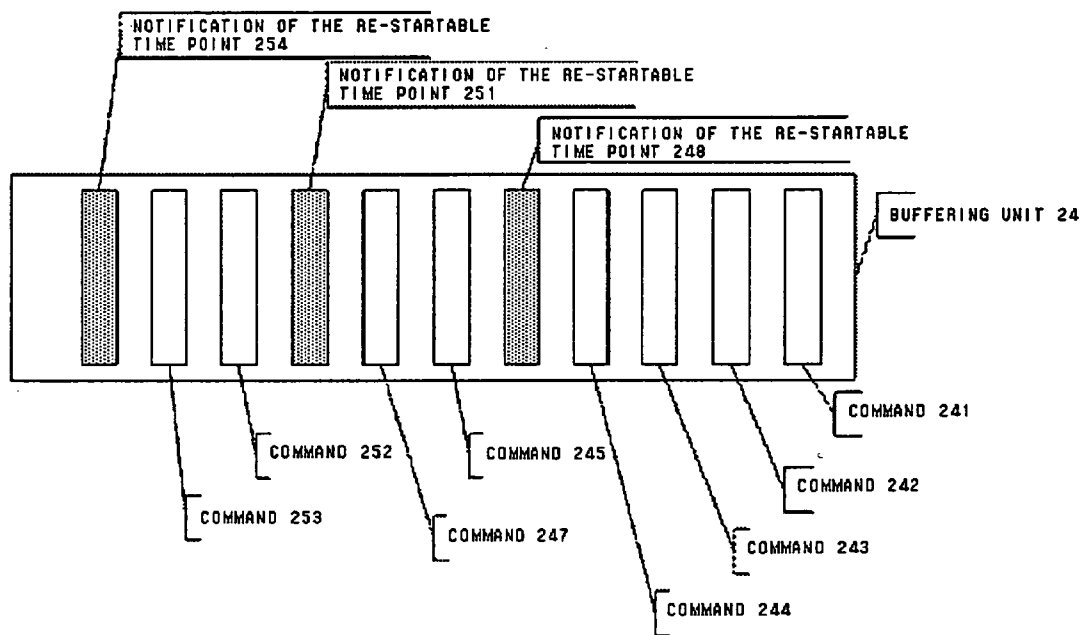 NOTIFICATION OF THE RE-STARTABLE
TIME POINT 254
NOTIFICATION OF THE RE-STARTABLE
TIME POINT 251
NOTIFICATION OF THE RE-STARTABLE
TIME POINT 248
BUFFERING UNIT 24
COMMAND 241
COMMAND 252
COMMAND 245
COMMAND 242
COMMAND 253
COMMAND 247
COMMAND 243
COMMAND 244